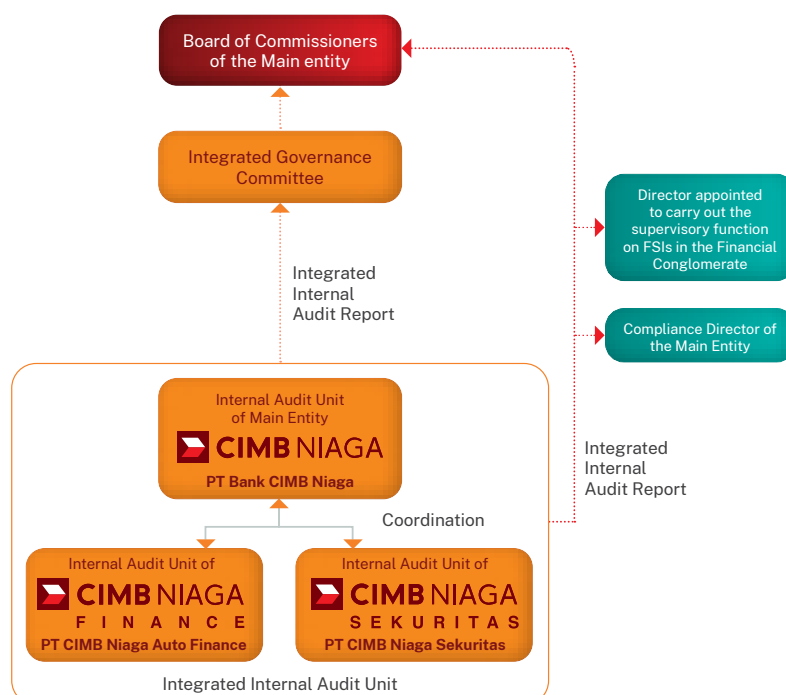 Board of Commissioners
of the Main entity
Integrated Governance
Committee
Director appointed
to carry out the
supervisory function
on FSIs in the Financial
Conglomerate
Integrated
Internal
Audit Report
Compliance Director of
the Main Entity
Internal Audit Unit
of Main Entity
CIMB NIAGA
PT Bank CIMB Niaga
Integrated
Internal
Audit Report
Coordination
Internal Audit Unit of
CIMB NIAGA
FINANCE
PT CIMB Niaga Auto Finance
Internal Audit Unit of
CIMB NIAGA
SEKURITAS
PT CIMB Niaga Sekuritas
Integrated Internal Audit Unit